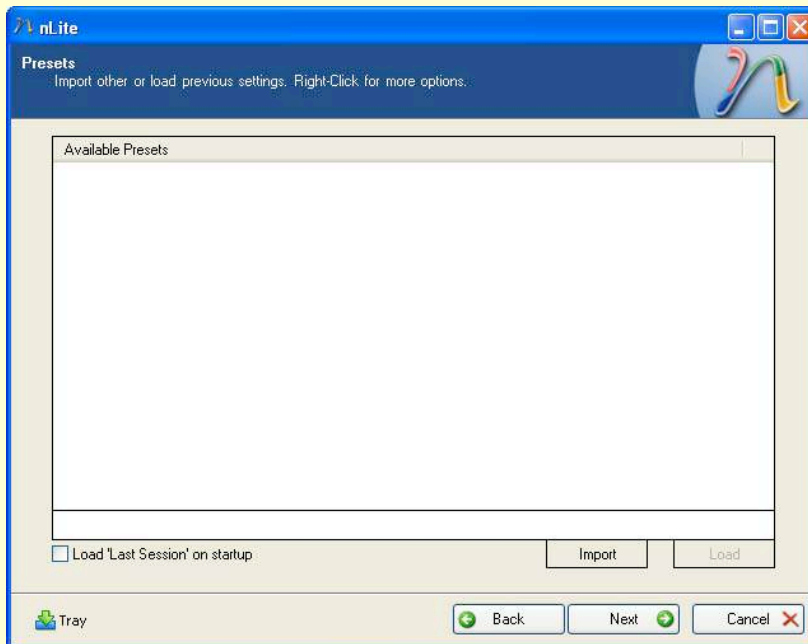 nLite
Presets
Import other or load previous settings. Right-Click for more options.
Available Presets
Load 'Last Session' on startup
Import
Load
Tray
Back
Next
Cancel